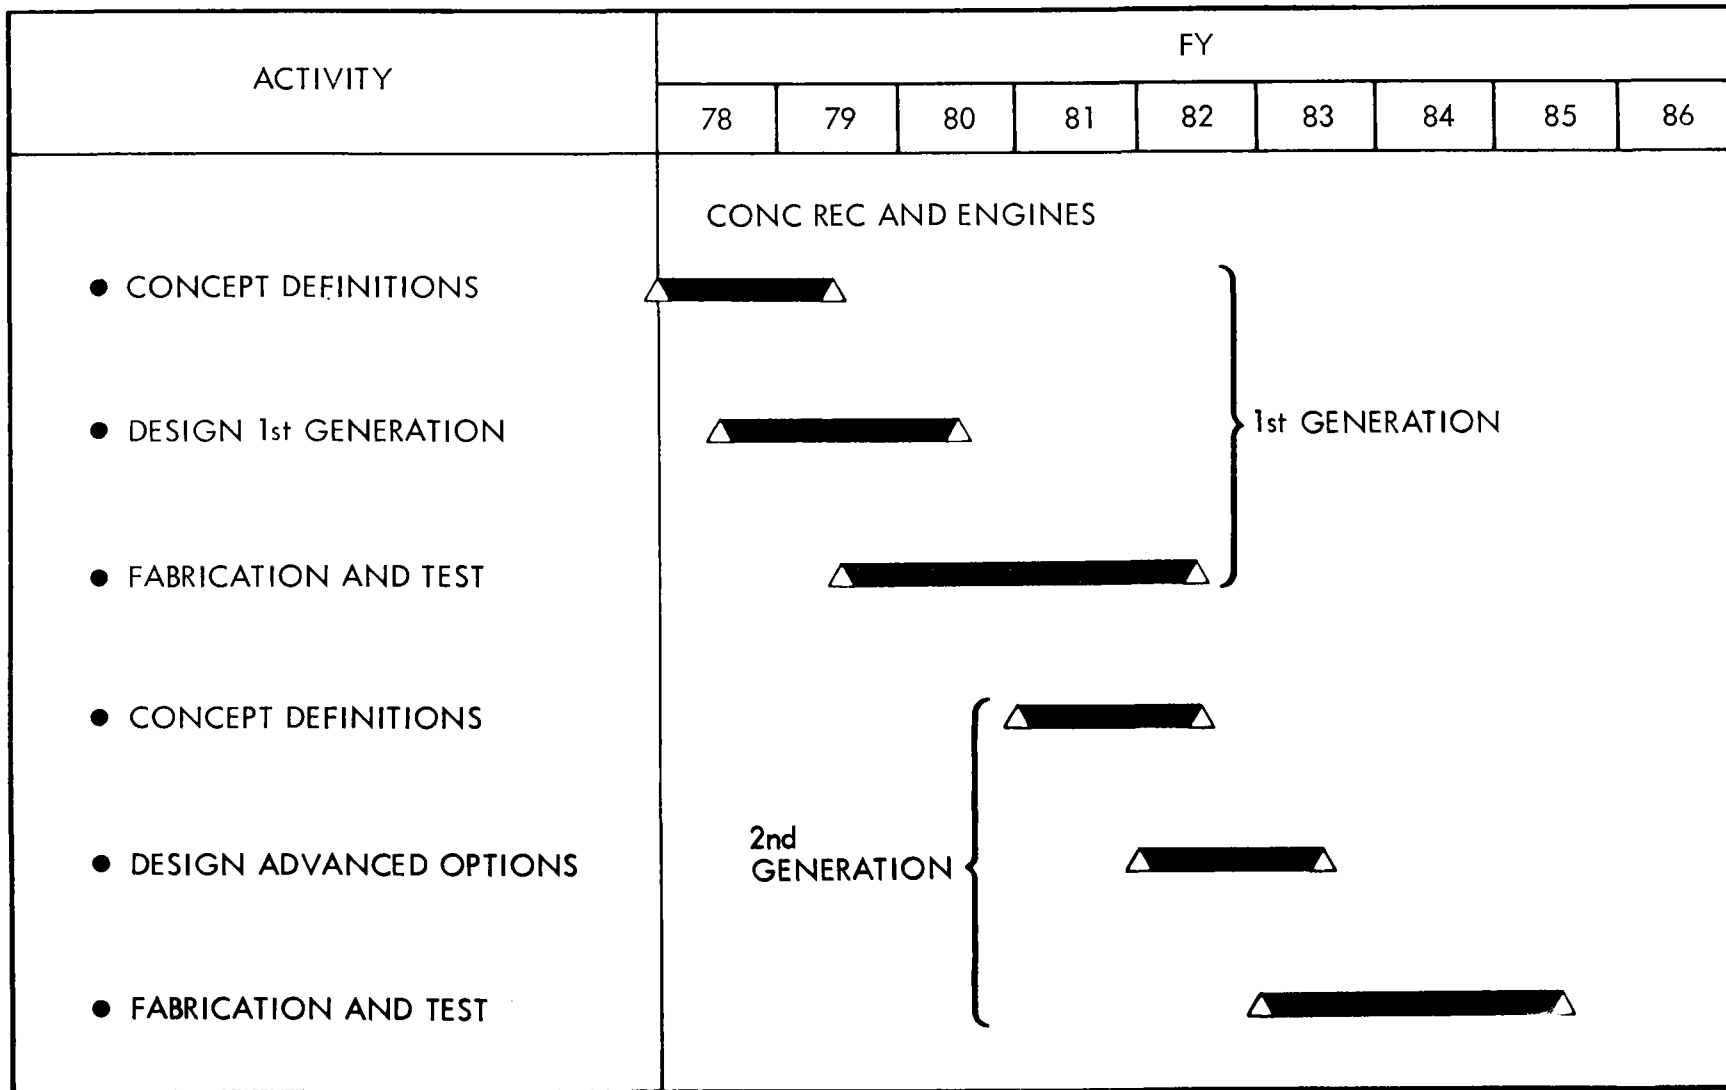 ACTIVITY
FY
78 79 80 81 82 83 84 85 86
CONC REC AND ENGINES
● CONCEPT DEFINITIONS
● DESIGN 1st GENERATION
1st GENERATION
● FABRICATION AND TEST
● CONCEPT DEFINITIONS
2nd
GENERATION
● DESIGN ADVANCED OPTIONS
● FABRICATION AND TEST